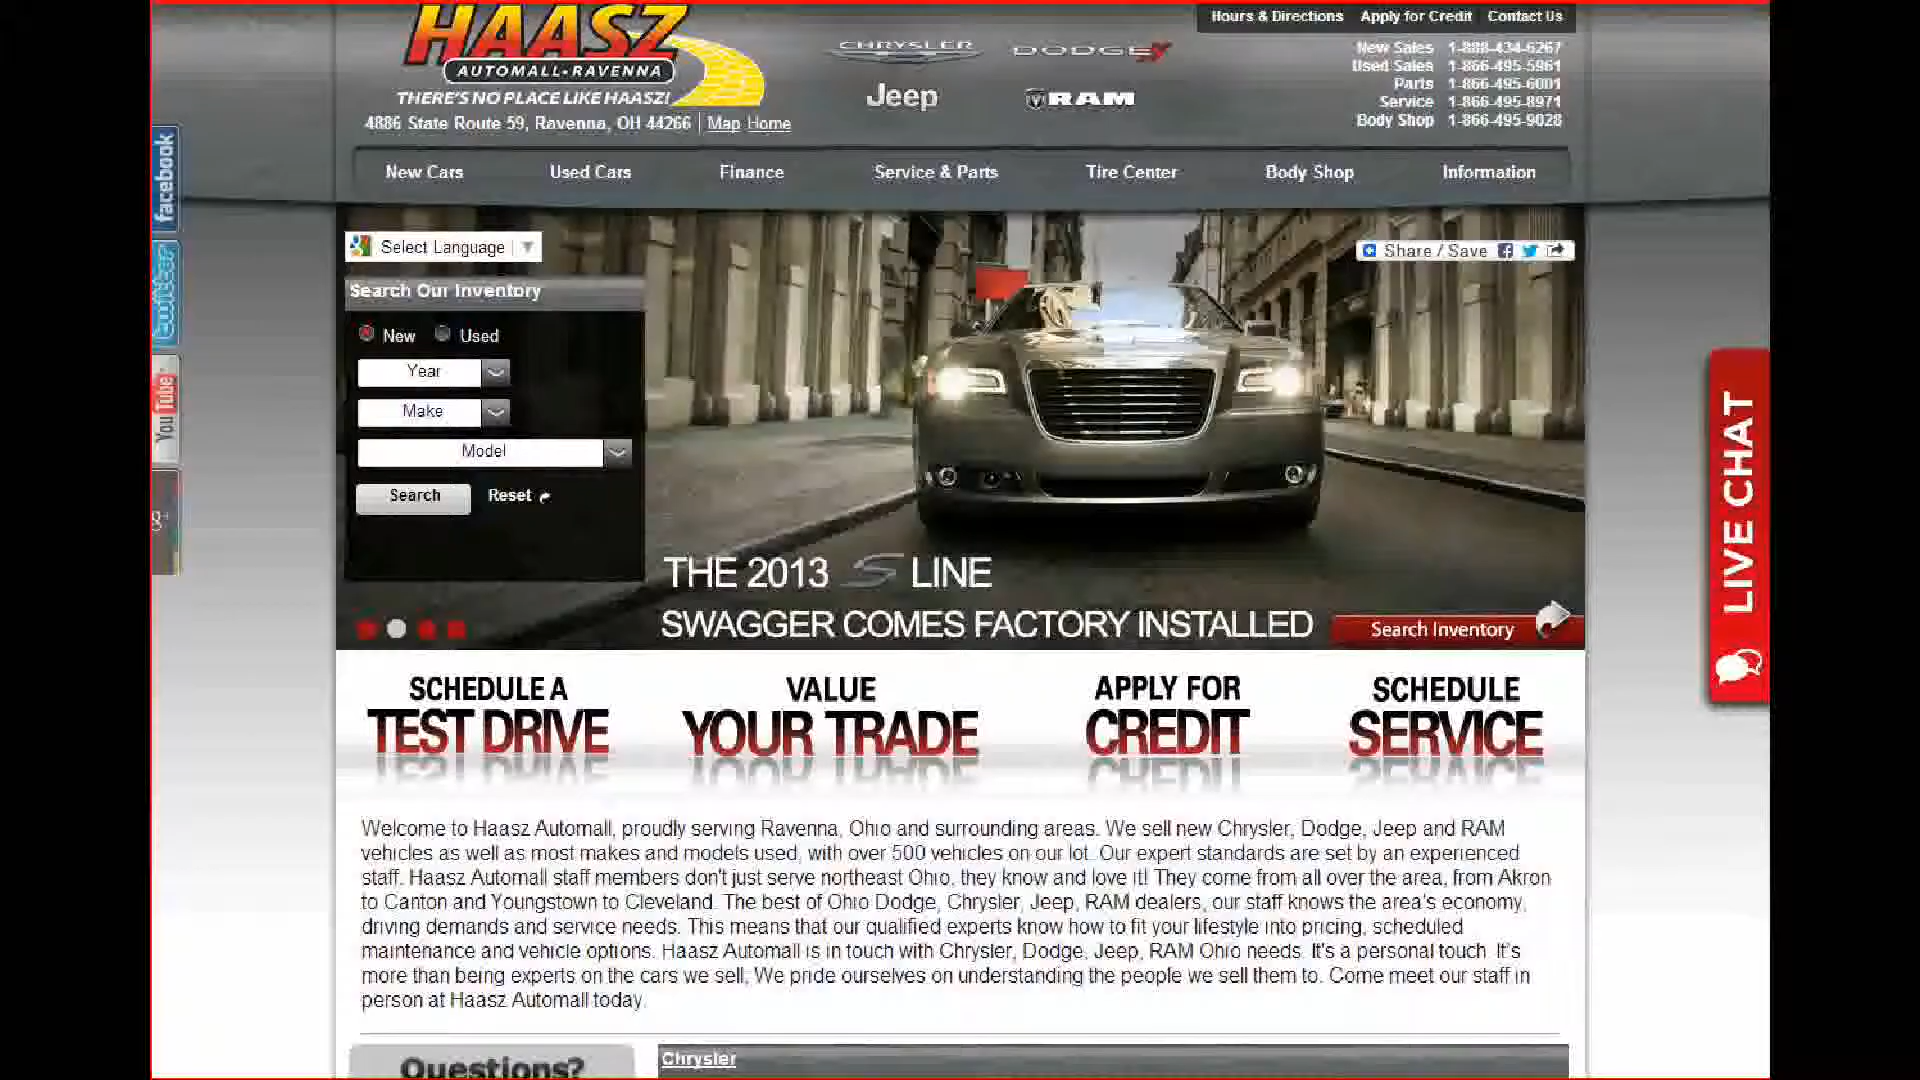 HAASZ
AUTOMALL-RAVENNA
THERE'S NO PLACE LIKE HAASZ!
4886 State Route 59, Ravenna, OH 44266 | Map Home
CHRYSLER
DODGE
Jeep
RAM
Hours & Directions Apply for Credit Contact Us
New Sales 1-888-434-6267
Used Sales 1-866-495-5961
Parts 1-866-495-6001
Service 1-866-495-8971
Body Shop 1-866-495-9028
New Cars Used Cars Finance Service & Parts Tire Center Body Shop Information
facebook
twitter
YouTube
g+
Select Language
Share / Save
Search Our Inventory
New Used
Year
Make
Model
Search Reset
THE 2013 S LINE
SWAGGER COMES FACTORY INSTALLED
Search Inventory
LIVE CHAT
SCHEDULE A
TEST DRIVE
VALUE
YOUR TRADE
APPLY FOR
CREDIT
SCHEDULE
SERVICE
Welcome to Haasz Automall, proudly serving Ravenna, Ohio and surrounding areas. We sell new Chrysler, Dodge, Jeep and RAM
vehicles as well as most makes and models used, with over 500 vehicles on our lot. Our expert standards are set by an experienced
staff. Haasz Automall staff members don't just serve northeast Ohio, they know and love it! They come from all over the area, from Akron
to Canton and Youngstown to Cleveland. The best of Ohio Dodge, Chrysler, Jeep, RAM dealers, our staff knows the area's economy,
driving demands and service needs. This means that our qualified experts know how to fit your lifestyle into pricing, scheduled
maintenance and vehicle options. Haasz Automall is in touch with Chrysler, Dodge, Jeep, RAM Ohio needs. It's a personal touch. It's
more than being experts on the cars we sell, We pride ourselves on understanding the people we sell them to. Come meet our staff in
person at Haasz Automall today.
Questions?
Chrysler